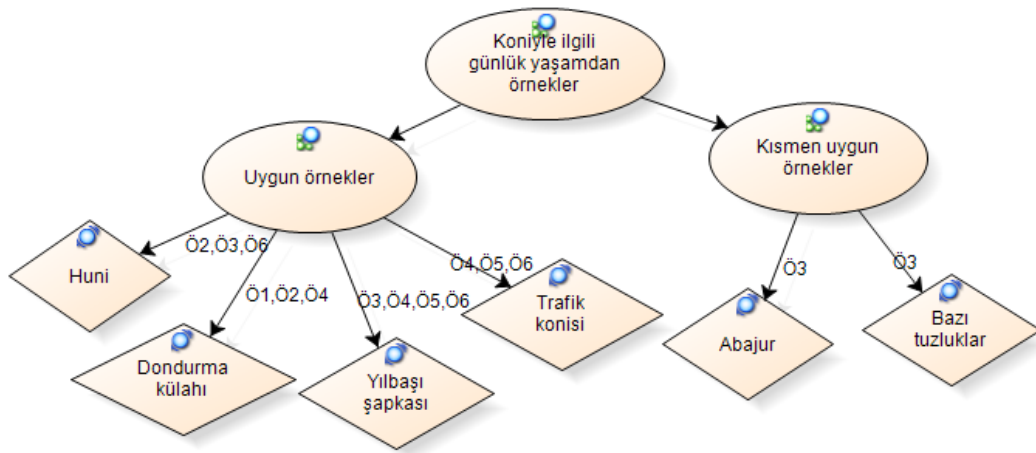 Koniyle ilgili
günlük yaşamdan
örnekler
Uygun örnekler
Kısmen uygun
örnekler
Ö2,Ö3,Ö6
Ö1,Ö2,Ö4
Ö3,Ö4,Ö5,Ö6
Ö4,Ö5,Ö6
Ö3
Ö3
Huni
Dondurma
külahı
Yılbaşı
şapkası
Trafik
konisi
Abajur
Bazı
tuzluklar